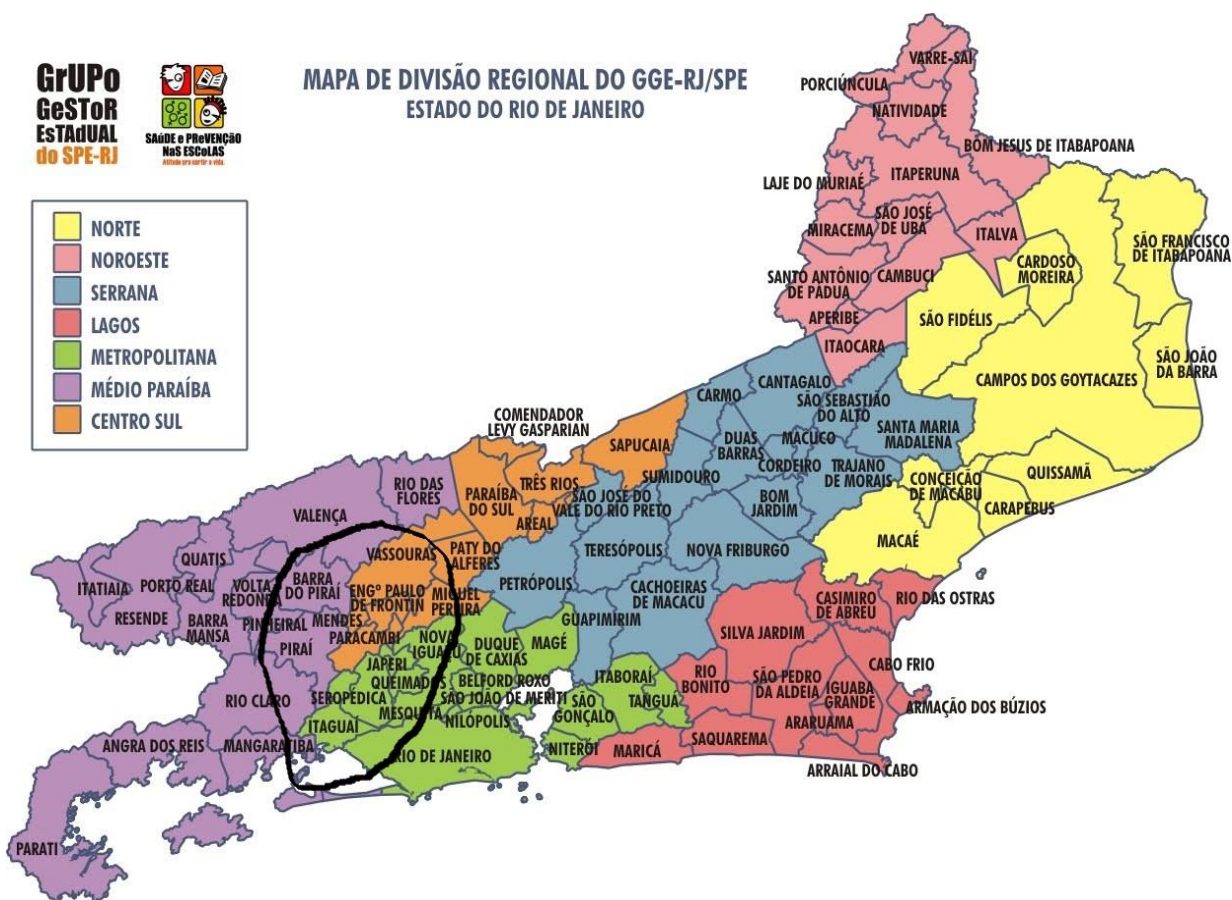 GrUPo
GeSToR
EsTAdUAL
do SPE-RJ
SAúDE e PReVENÇÃO
NaS ESCoLAS
Atitude pra curtir a vida.
MAPA DE DIVISÃO REGIONAL DO GGE-RJ/SPE
ESTADO DO RIO DE JANEIRO
NORTE
NOROESTE
SERRANA
LAGOS
METROPOLITANA
MÉDIO PARAÍBA
CENTRO SUL
VARRE-SAI
PORCIÚNCULA
NATIVIDADE
BOM JESUS DE ITABAPOANA
ITAPERUNA
LAJE DO MURIAÉ
SÃO JOSÉ
DE UBA
MIRACEMA
ITALVA
SÃO FRANCISCO
DE ITABAPOANA
CARDOSO
MOREIRA
SANTO ANTÔNIO
DE PADUA
CAMBUCI
APERIBE
SÃO FIDÉLIS
ITAOCARA
SÃO JOÃO
DA BARRA
CAMPOS DOS GOYTACAZES
CANTAGALO
CARMO
SÃO SEBASTIÃO
DO ALTO
COMENDADOR
LEVY GASPARIAN
SAPUCAIA
DUAS
BARRAS
MACUCO
SANTA MARIA
MADALENA
CORDEIRO
TRAJANO
DE MORAIS
SUMIDOURO
CONCEIÇÃO
DE MACABU
QUISSAMÃ
CARAPEBUS
RIO DAS
FLORES
PARAÍBA
DO SUL
TRÊS RIOS
SÃO JOSÉ DO
VALE DO RIO PRETO
BOM
JARDIM
AREAL
VALENÇA
MACAÉ
VASSOURAS
PATY DO
ALFERES
TERESÓPOLIS
NOVA FRIBURGO
QUATIS
ITATIAIA
PORTO REAL
VOLTA
REDONDA
BARRA
DO PIRAÍ
ENGº PAULO
DE FRONTIN
MIGUEL
PEREIRA
PETRÓPOLIS
CACHOEIRAS
DE MACACU
CASIMIRO
DE ABREU
RIO DAS OSTRAS
RESENDE
BARRA
MANSA
PINHEIRAL
MENDES
GUAPIMIRIM
SILVA JARDIM
PIRAÍ
PARACAMBI
NOVA
IGUAÇU
DUQUE
DE CAXIAS
MAGÉ
JAPERI
QUEIMADOS
BELFORD ROXO
ITABORAÍ
RIO
BONITO
SÃO PEDRO
DA ALDEIA
CABO FRIO
RIO CLARO
SEROPÉDICA
SÃO JOÃO DE MERITI
TANGUÁ
IGUABA
GRANDE
ARMAÇÃO DOS BÚZIOS
MESQUITA
NILÓPOLIS
SÃO
GONÇALO
ARARUAMA
ITAGUAÍ
ANGRA DOS REIS
MANGARATIBA
RIO DE JANEIRO
NITERÓI
MARICÁ
SAQUAREMA
ARRAIAL DO CABO
PARATI